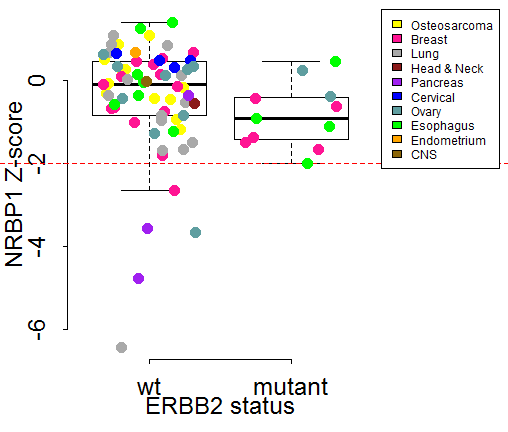 Osteosarcoma
Breast
Lung
Head & Neck
Pancreas
Cervical
Ovary
Esophagus
Endometrium
CNS
NRBP1 Z-score
0
-2
-4
-6
wt
mutant
ERBB2 status